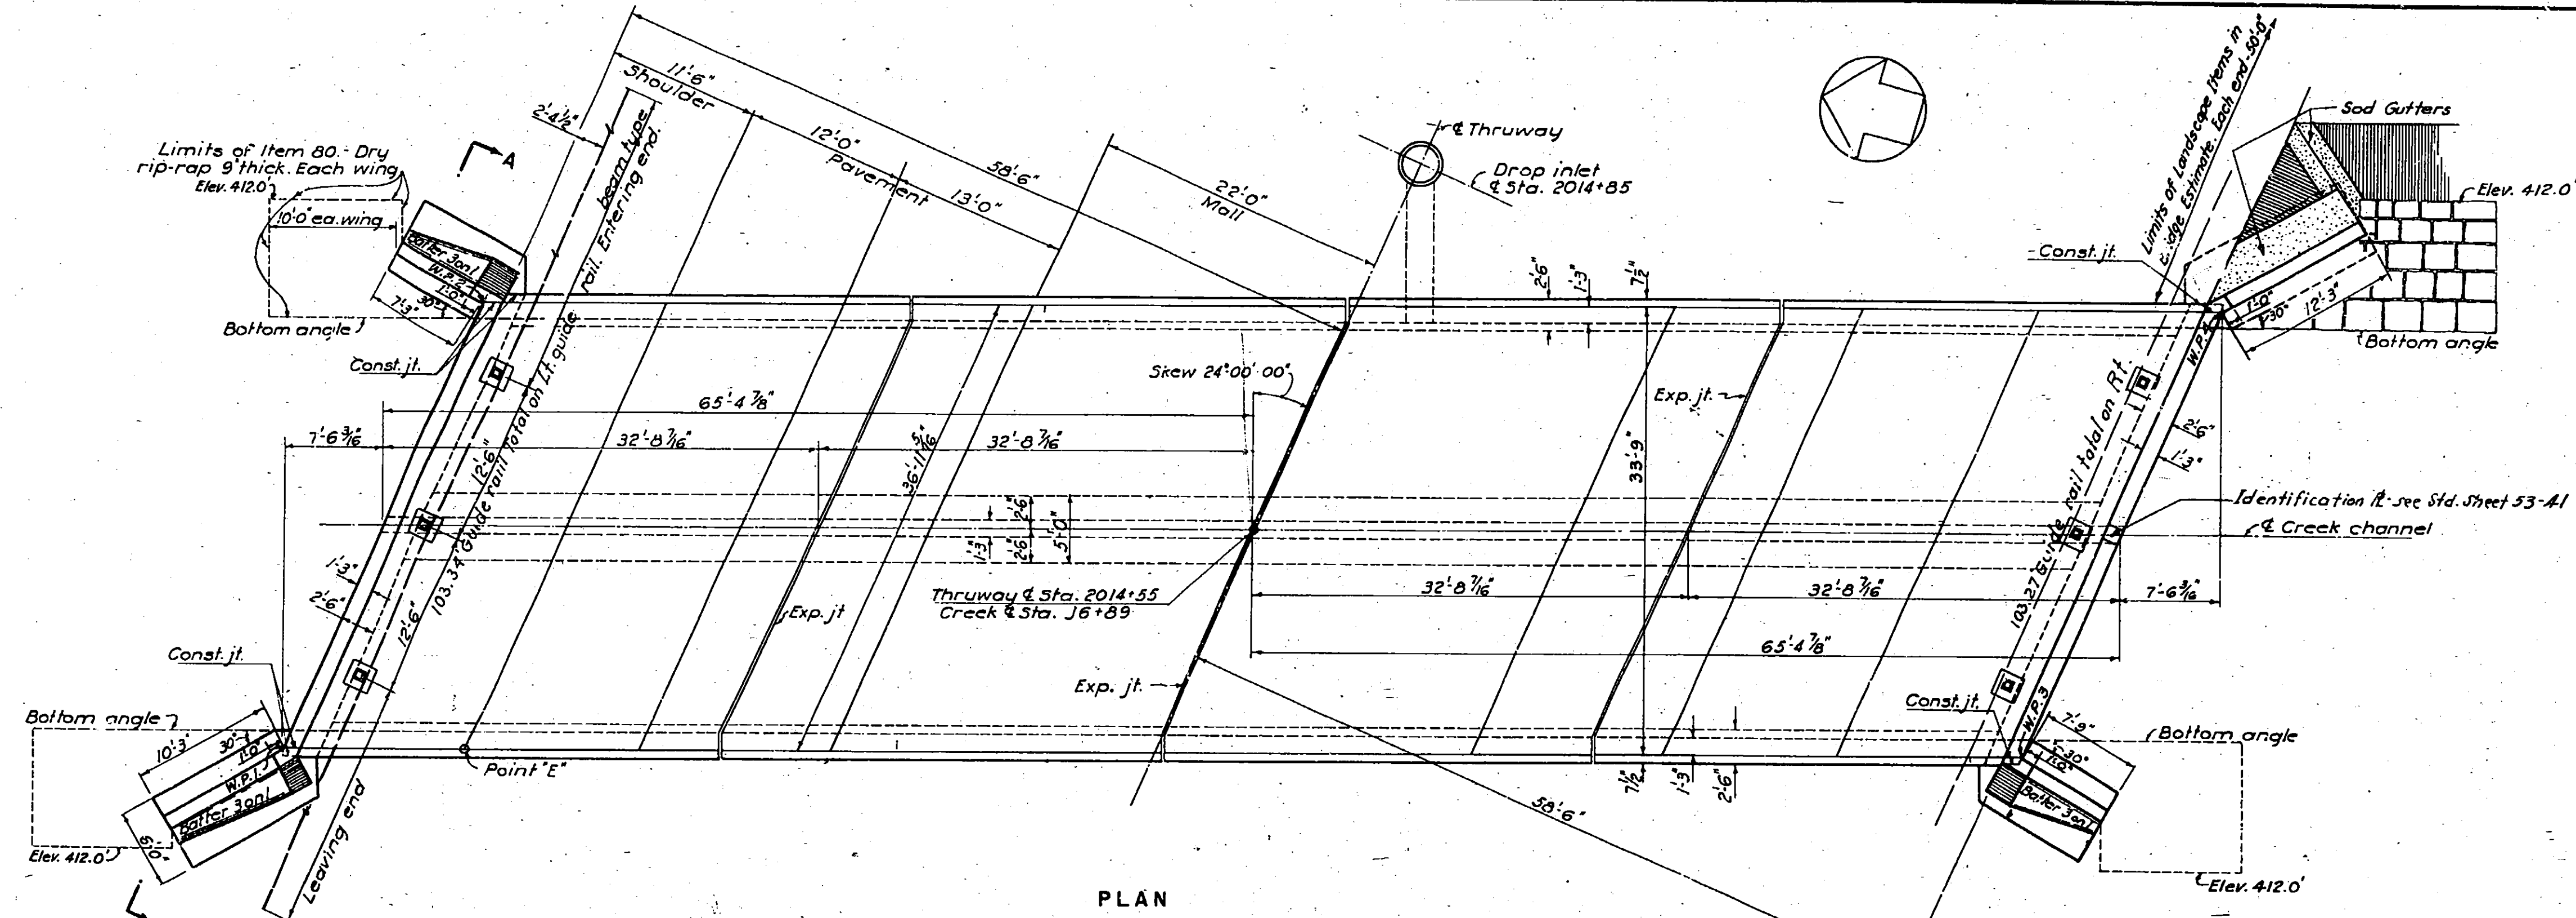 11'-6"
Shoulder
2'-4½"
beam type
rail. Entering end.
12'-0"
Pavement
13'-0"
58'-6"
22'-0"
Mall
℄ Thruway
Drop inlet
℄ Sta. 2014+85
Limits of Landscape Items in
Estimate. Each end-50'-0"
Sod Gutters
Elev. 412.0'
Limits of Item 80.- Dry
rip-rap 9" thick. Each wing
Elev. 412.0'
10'-0" ea. wing
A
Batter 3 on 1
W.P. 2
1'-0"
30°
7'-3"
Bottom angle
Const. jt.
2'-6"
1'-3"
7½"
Const. jt.
1'-0"
30°
12'-3"
W.P. 4
Bottom angle
Skew 24°00'00"
Exp. jt.
65'-4 7/8"
7'-6 3/16"
32'-8 7/16"
36'-11 5/16"
32'-8 7/16"
33'-9"
12'-6"
103.34' Guide rail total on Lt. guide
12'-6"
103.27' Guide rail total on Rt.
2'-6"
1'-3"
Identification ℞-see Std. Sheet 53-41
℄ Creek channel
1'-3"
2'-6"
2'-6"
5'-0"
1'-3"
2'-6"
Thruway ℄ Sta. 2014+55
Creek ℄ Sta. J6+89
Exp. jt
32'-8 7/16"
32'-8 7/16"
7'-6 3/16"
65'-4 7/8"
Const. jt.
Exp. jt.
Const. jt.
Bottom angle
10'-3"
30°
1'-0"
W.P. 1
Batter 3 on 1
Elev. 412.0'
Point "E"
Leaving end
7½"
1'-3"
2'-6"
58'-6"
W.P. 3
7'-9"
30°
1'-0"
Batter 3 on 1
Bottom angle
Elev. 412.0'
PLAN